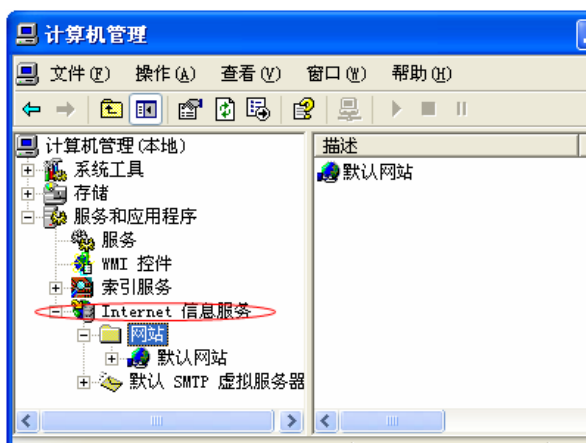 计算机管理
文件(F) 操作(A) 查看(V) 窗口(W) 帮助(H)
计算机管理(本地)
系统工具
存储
服务和应用程序
服务
WMI 控件
索引服务
Internet 信息服务
网站
默认网站
默认 SMTP 虚拟服务器
描述
默认网站